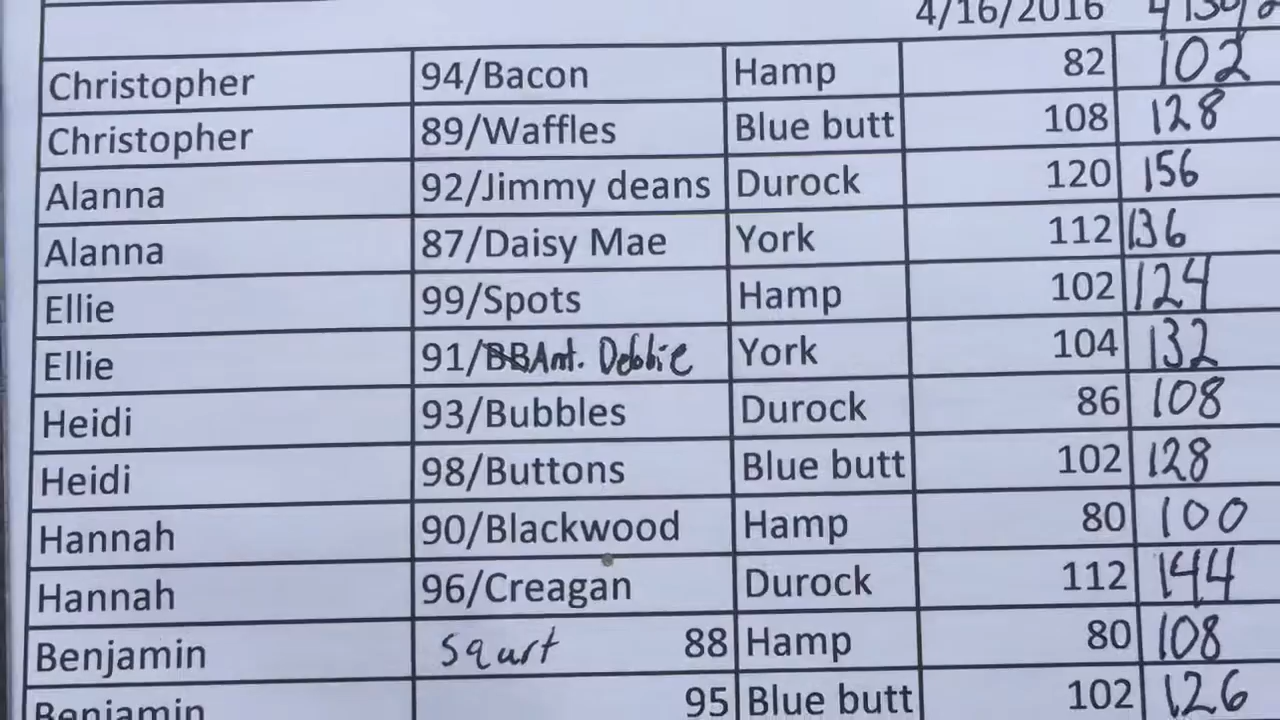 4/16/2016
Christopher 94/Bacon Hamp 82 102
Christopher 89/Waffles Blue butt 108 128
Alanna 92/Jimmy deans Durock 120 156
Alanna 87/Daisy Mae York 112 136
Ellie 99/Spots Hamp 102 124
Ellie 91/BBAnt. Debbie York 104 132
Heidi 93/Bubbles Durock 86 108
Heidi 98/Buttons Blue butt 102 128
Hannah 90/Blackwood Hamp 80 100
Hannah 96/Creagan Durock 112 144
Benjamin Squrt 88 Hamp 80 108
Benjamin 95 Blue butt 102 126